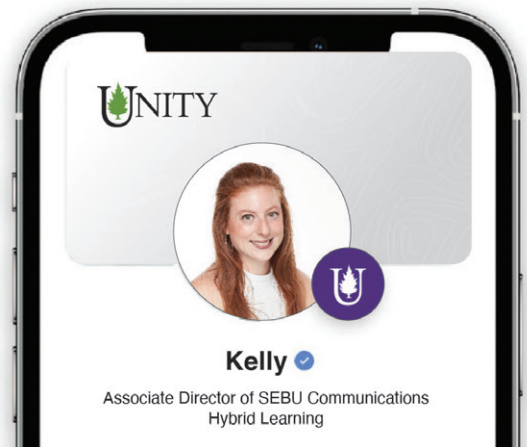 UNITY
U
Kelly
Associate Director of SEBU Communications
Hybrid Learning